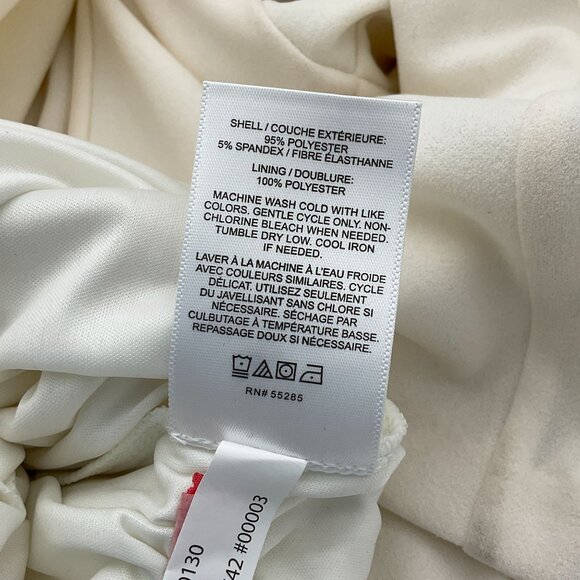 SHELL / COUCHE EXTÉRIEURE:
95% POLYESTER
5% SPANDEX / FIBRE ÉLASTHANNE
LINING / DOUBLURE:
100% POLYESTER
MACHINE WASH COLD WITH LIKE
COLORS. GENTLE CYCLE ONLY. NON-
CHLORINE BLEACH WHEN NEEDED.
TUMBLE DRY LOW. COOL IRON
IF NEEDED.
LAVER À LA MACHINE À L'EAU FROIDE
AVEC COULEURS SIMILAIRES. CYCLE
DÉLICAT. UTILISEZ SEULEMENT
DU JAVELLISANT SANS CHLORE SI
NÉCESSAIRE. SÉCHAGE PAR
CULBUTAGE À TEMPÉRATURE BASSE.
REPASSAGE DOUX SI NÉCESSAIRE.
RN# 55285
0130
42 #00003